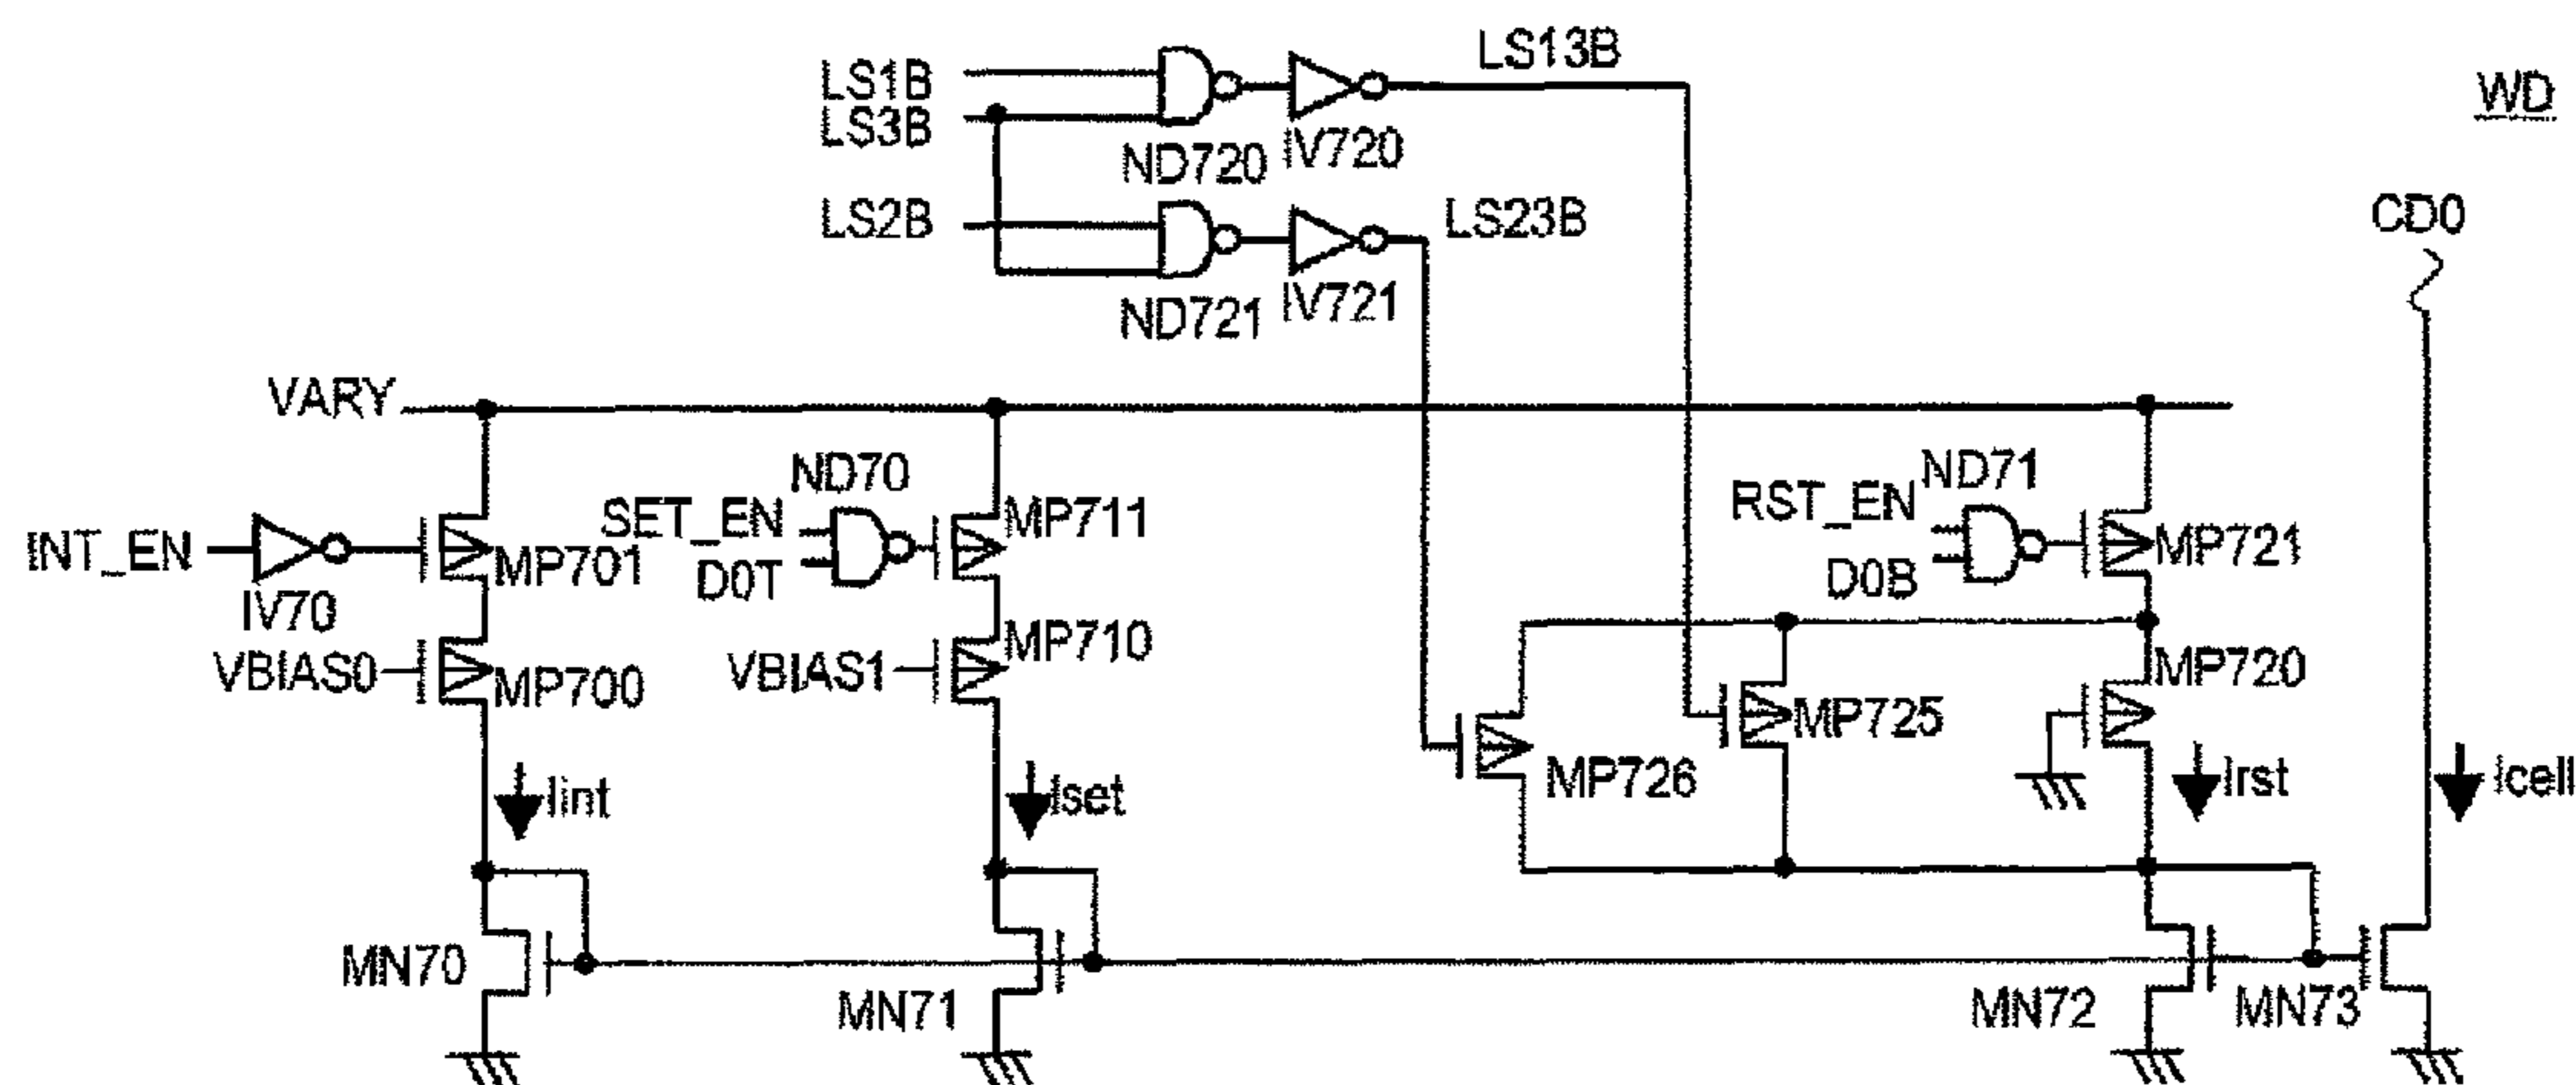 LS1B
LS3B
ND720
IV720
LS13B
WD
LS2B
ND721
IV721
LS23B
CD0
VARY
INT_EN
IV70
MP701
VBIAS0
MP700
ND70
SET_EN
D0T
MP711
VBIAS1
MP710
RST_EN
ND71
D0B
MP721
MP720
MP725
MP726
Iint
Iset
Irst
Icell
MN70
MN71
MN72
MN73